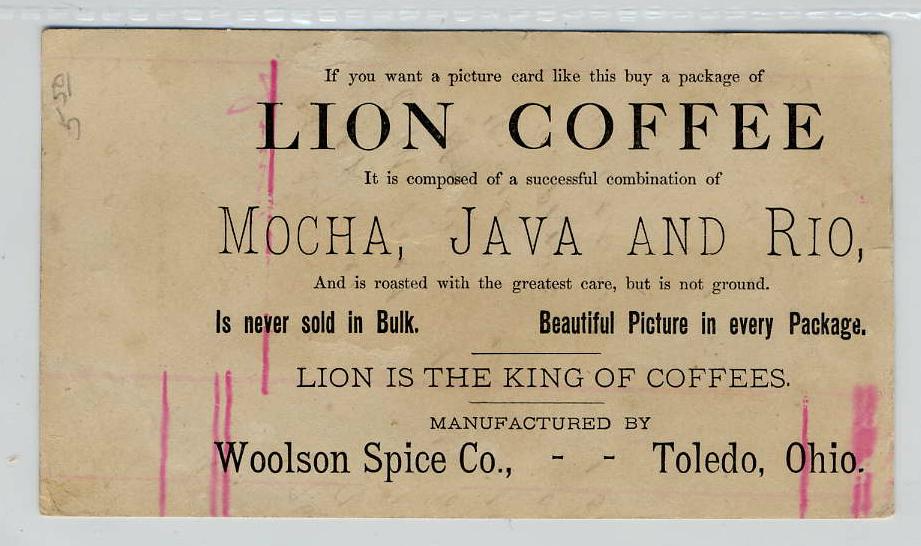 If you want a picture card like this buy a package of
LION COFFEE
It is composed of a successful combination of
MOCHA, JAVA AND RIO,
And is roasted with the greatest care, but is not ground.
Is never sold in Bulk. Beautiful Picture in every Package.
LION IS THE KING OF COFFEES.
MANUFACTURED BY
Woolson Spice Co., - - Toledo, Ohio.